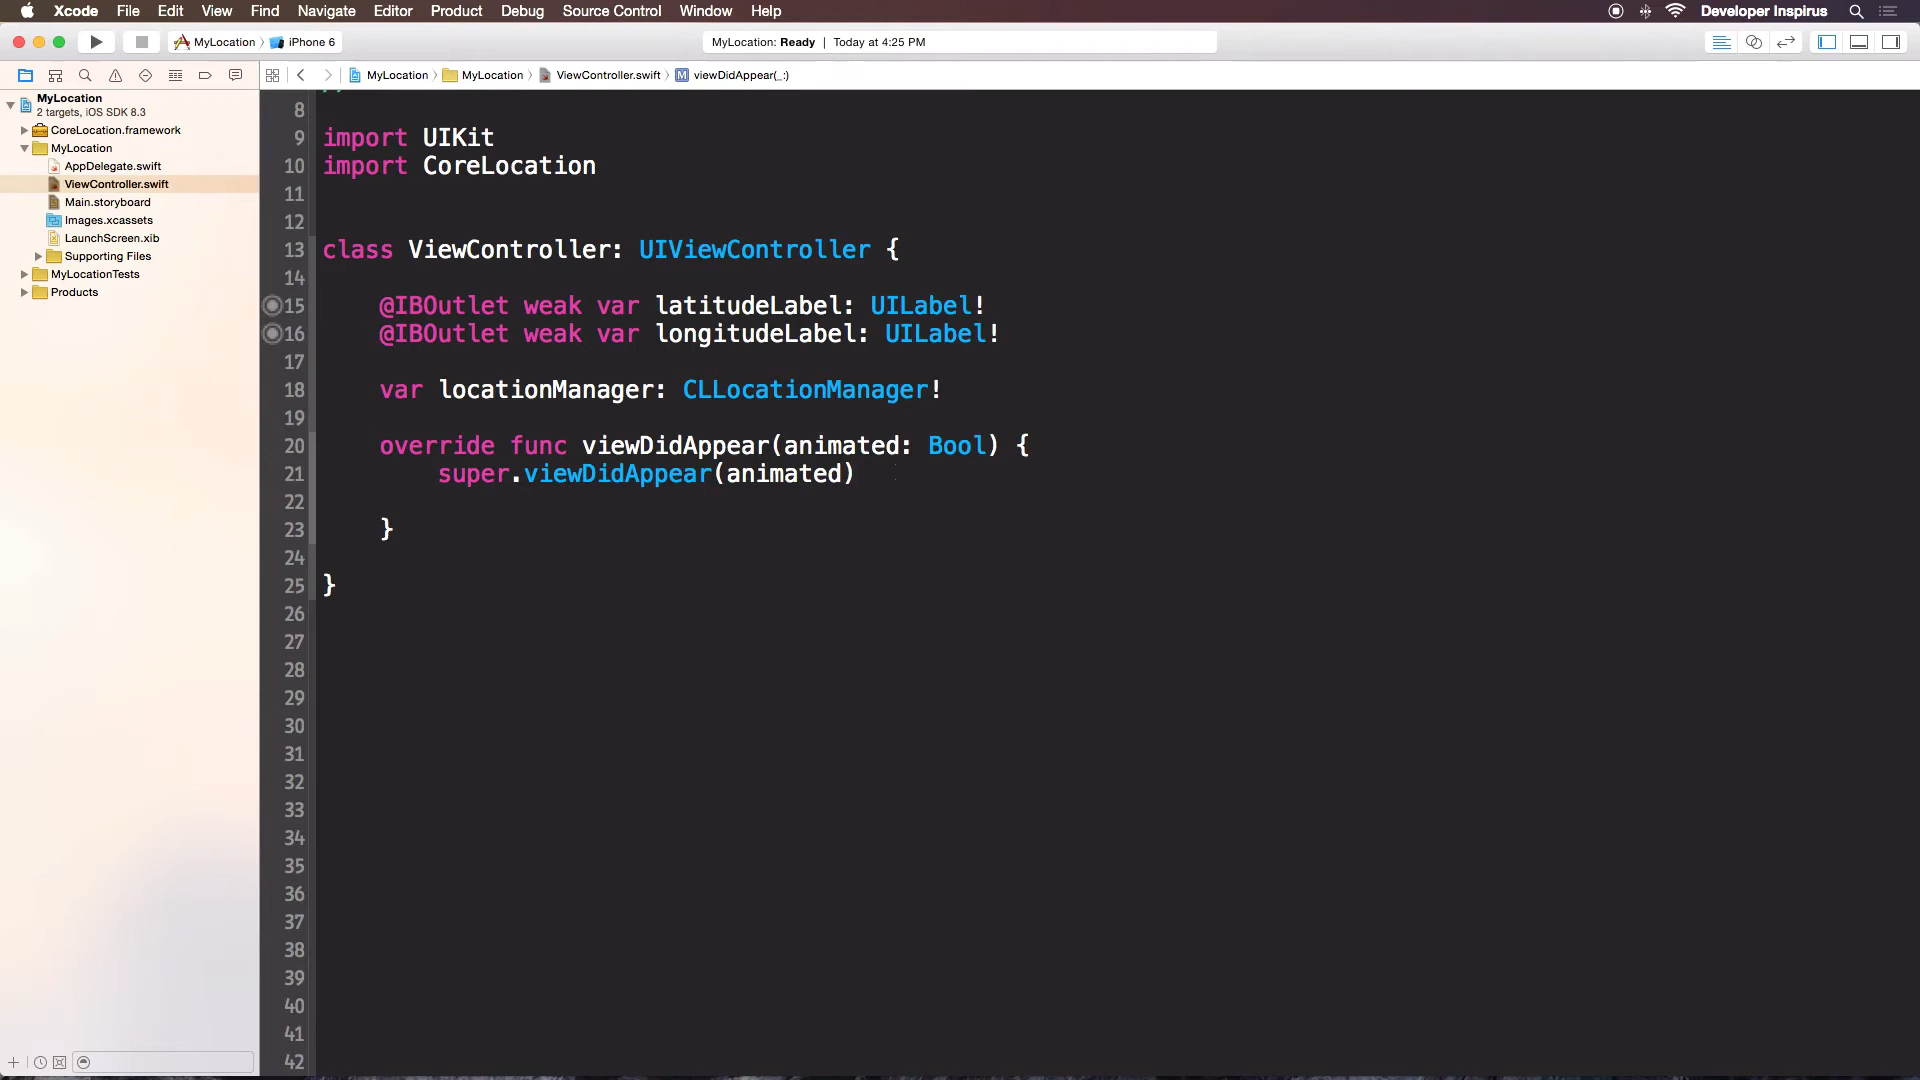 Xcode File Edit View Find Navigate Editor Product Debug Source Control Window Help Developer Inspirus
MyLocation iPhone 6 MyLocation: Ready | Today at 4:25 PM
MyLocation MyLocation ViewController.swift M viewDidAppear(_:)
MyLocation
2 targets, iOS SDK 8.3
CoreLocation.framework
MyLocation
AppDelegate.swift
ViewController.swift
Main.storyboard
Images.xcassets
LaunchScreen.xib
Supporting Files
MyLocationTests
Products
8
9 import UIKit
10 import CoreLocation
11
12
13 class ViewController: UIViewController {
14
15 @IBOutlet weak var latitudeLabel: UILabel!
16 @IBOutlet weak var longitudeLabel: UILabel!
17
18 var locationManager: CLLocationManager!
19
20 override func viewDidAppear(animated: Bool) {
21 super.viewDidAppear(animated)
22
23 }
24
25 }
26
27
28
29
30
31
32
33
34
35
36
37
38
39
40
41
42